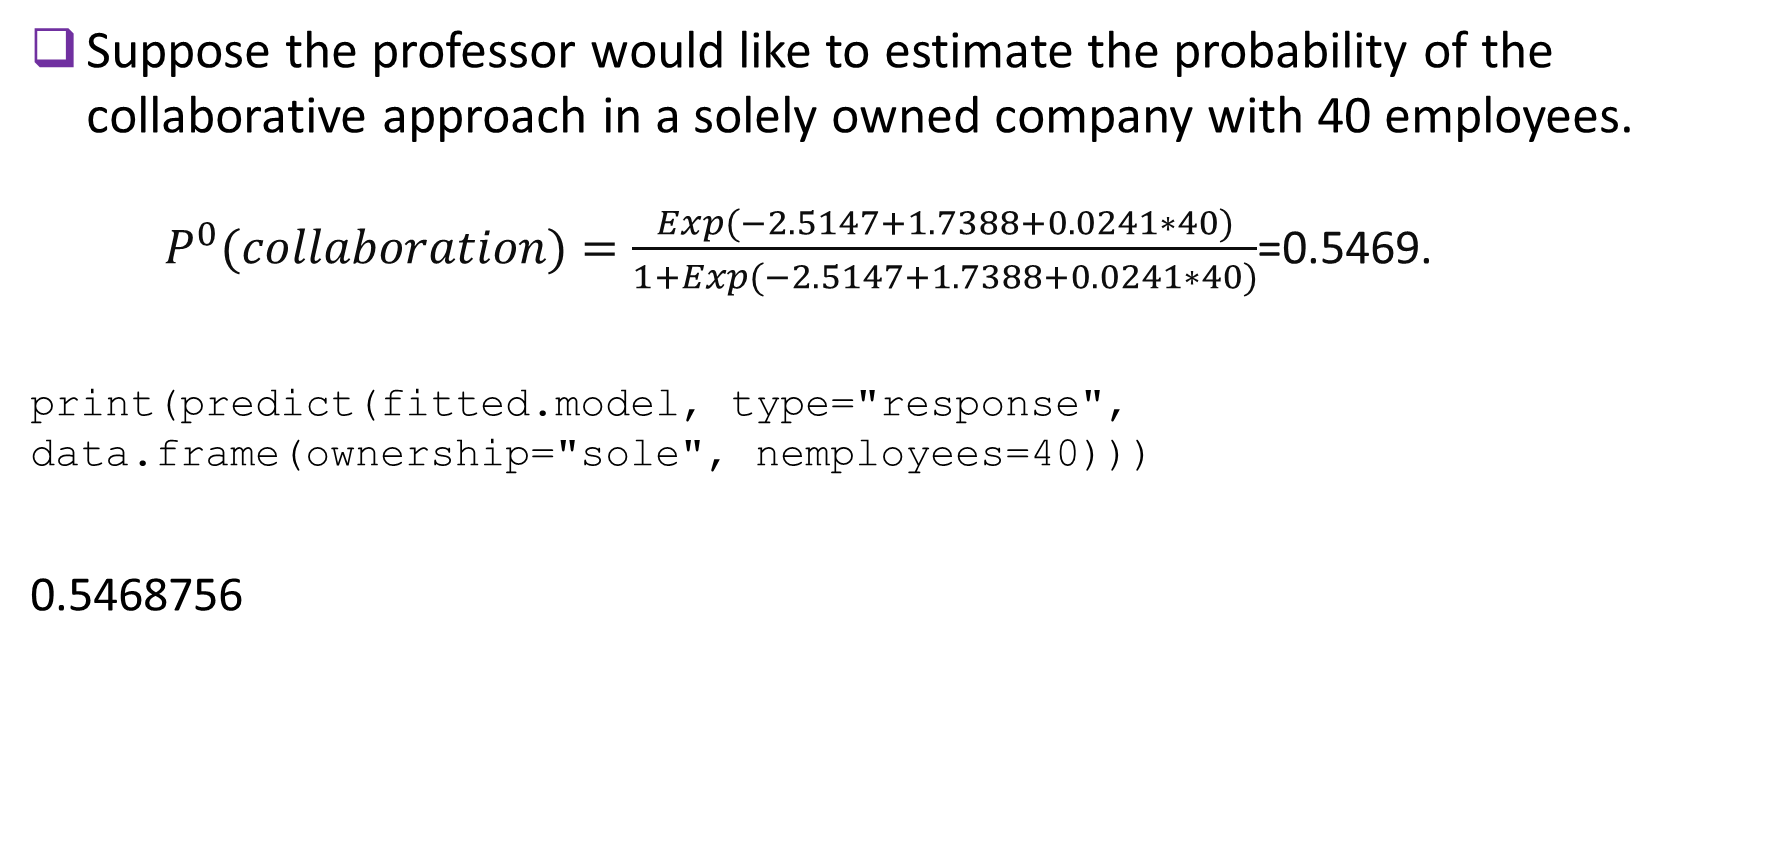 ❑ Suppose the professor would like to estimate the probability of the
collaborative approach in a solely owned company with 40 employees.
P⁰(collaboration) = Exp(−2.5147+1.7388+0.0241∗40) / 1+Exp(−2.5147+1.7388+0.0241∗40) =0.5469.
print(predict(fitted.model, type="response",
data.frame(ownership="sole", nemployees=40)))
0.5468756